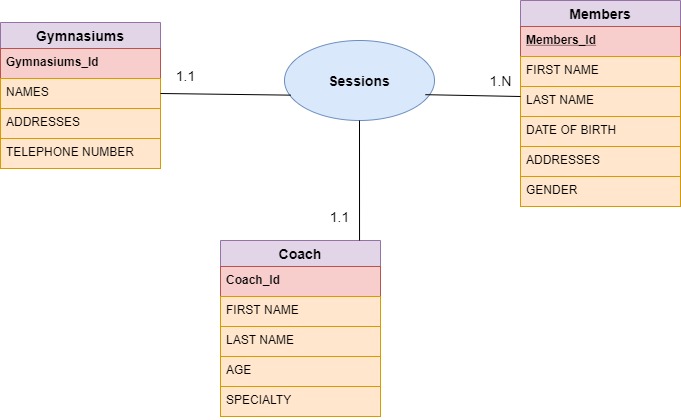 Gymnasiums
Gymnasiums_Id
NAMES
ADDRESSES
TELEPHONE NUMBER
1.1
Sessions
1.N
Members
Members_Id
FIRST NAME
LAST NAME
DATE OF BIRTH
ADDRESSES
GENDER
1.1
Coach
Coach_Id
FIRST NAME
LAST NAME
AGE
SPECIALTY